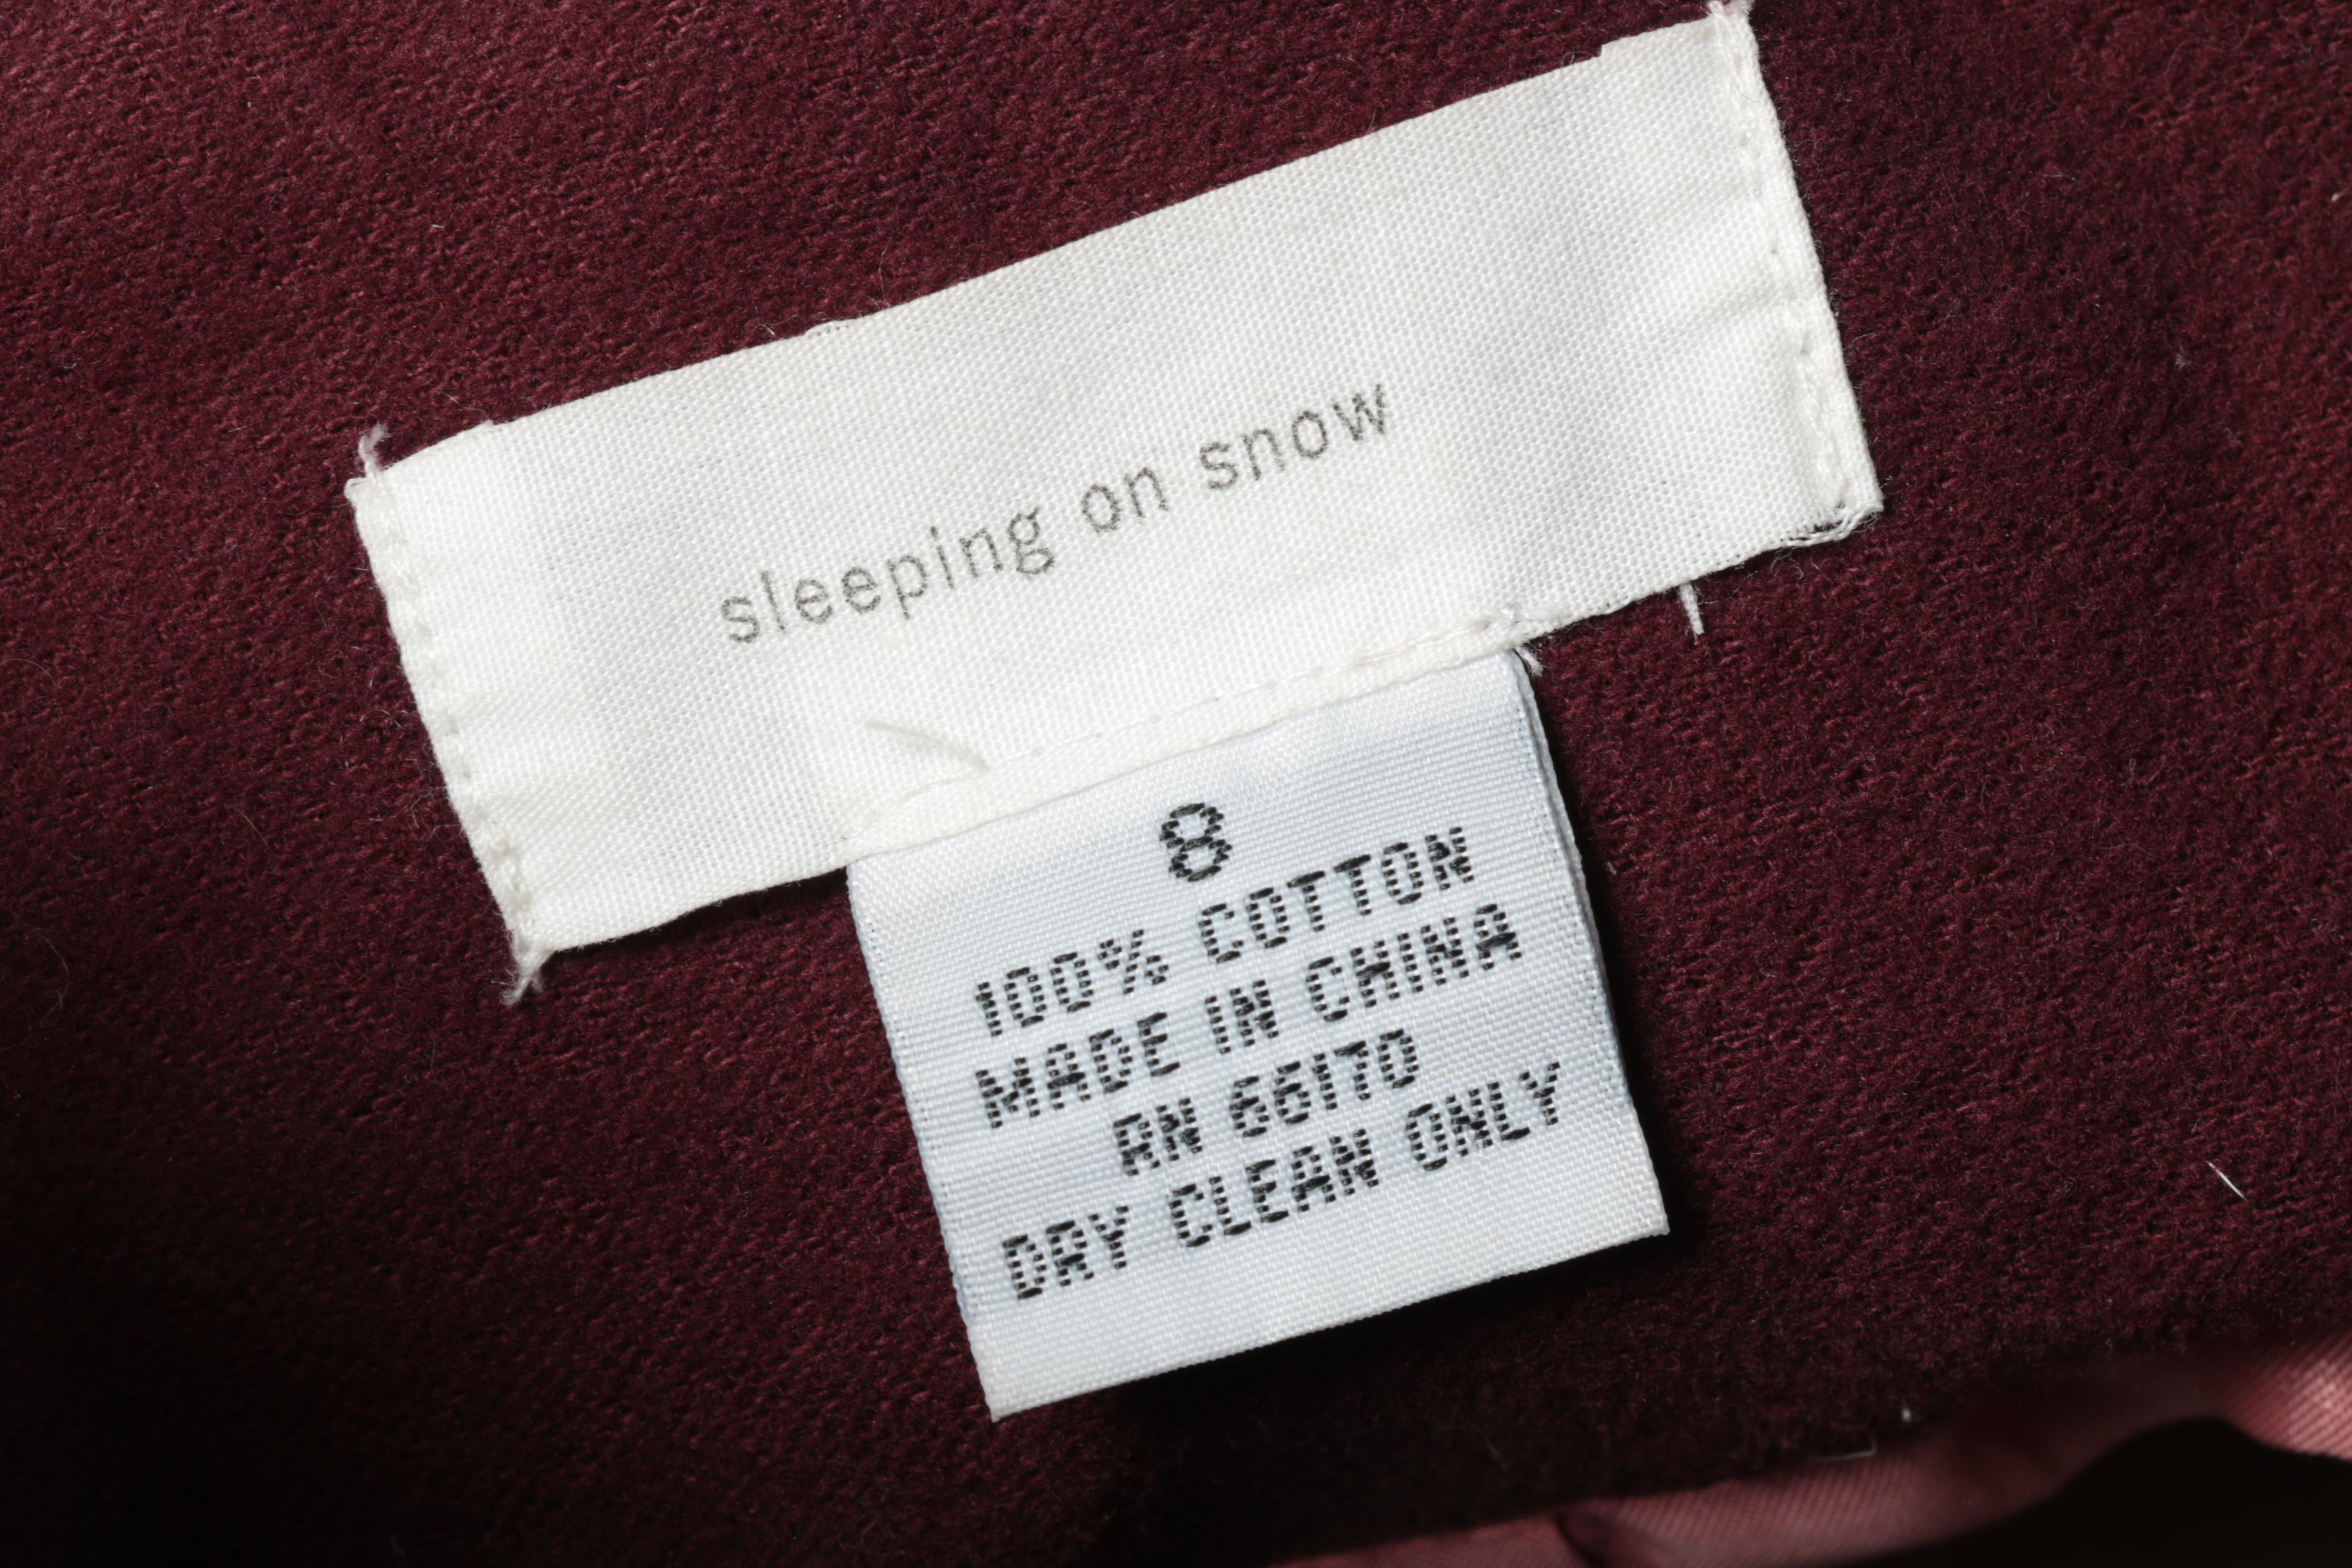 sleeping on snow
8
100% COTTON
MADE IN CHINA
RN 66170
DRY CLEAN ONLY